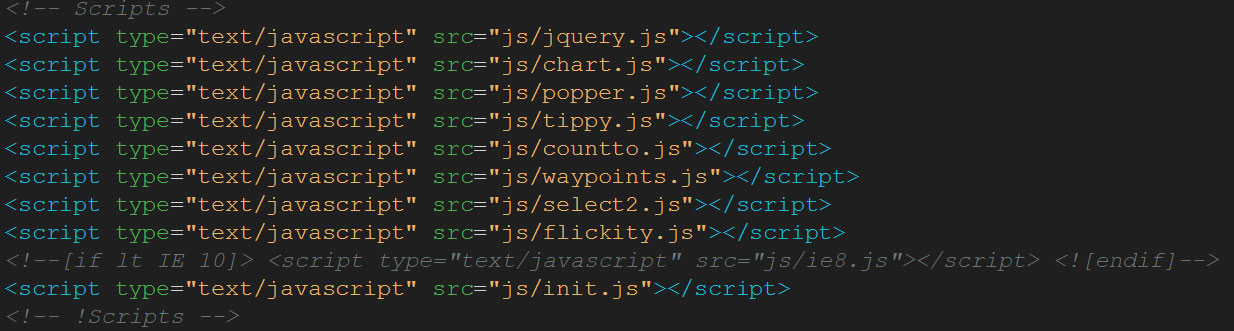 <!-- Scripts -->
<script type="text/javascript" src="js/jquery.js"></script>
<script type="text/javascript" src="js/chart.js"></script>
<script type="text/javascript" src="js/popper.js"></script>
<script type="text/javascript" src="js/tippy.js"></script>
<script type="text/javascript" src="js/countto.js"></script>
<script type="text/javascript" src="js/waypoints.js"></script>
<script type="text/javascript" src="js/select2.js"></script>
<script type="text/javascript" src="js/flickity.js"></script>
<!--[if lt IE 10]> <script type="text/javascript" src="js/ie8.js"></script> <![endif]-->
<script type="text/javascript" src="js/init.js"></script>
<!-- !Scripts -->